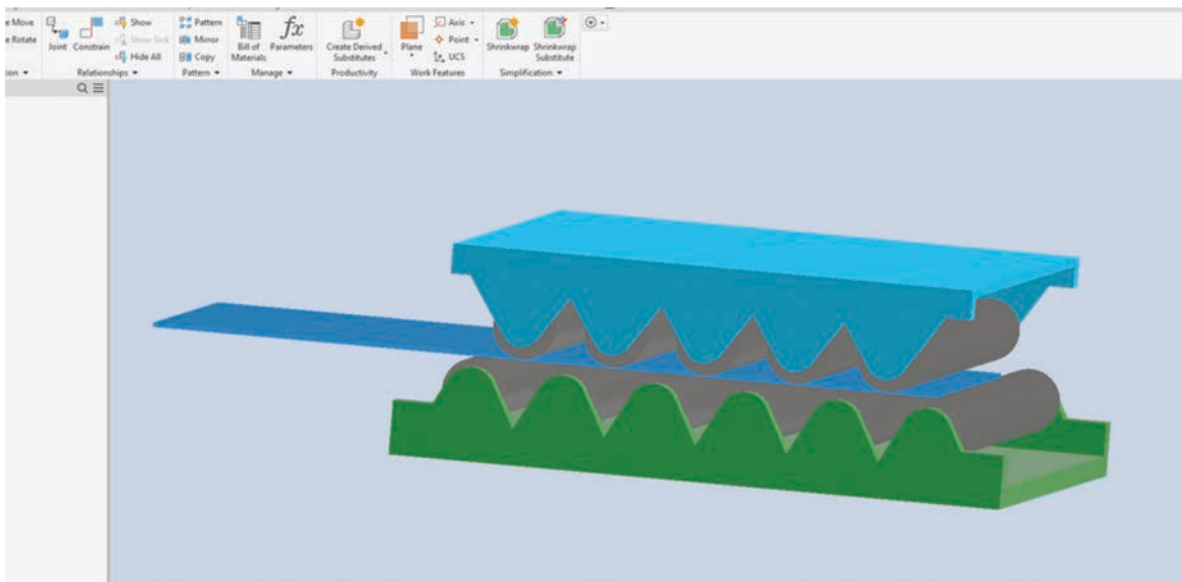 e Move
e Rotate
Joint
Constrain
Show
Show Sick
Hide All
Relationships
Pattern
Mirror
Copy
Pattern
Bill of
Materials
Parameters
Manage
Create Derived
Substitutes
Productivity
Plane
Axis
Point
UCS
Work Features
Shrinkwrap
Shrinkwrap
Substitute
Simplification